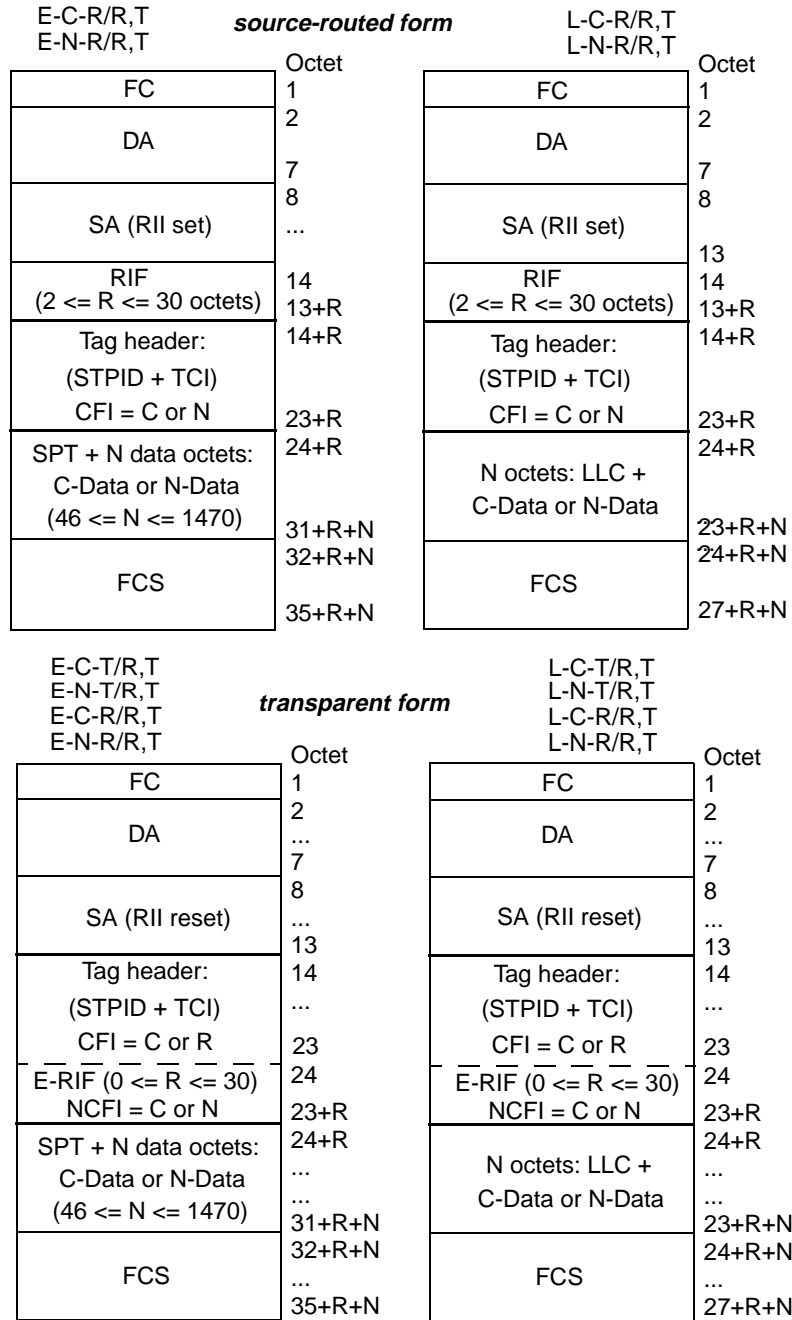 E-C-R/R,T
E-N-R/R,T
source-routed form
L-C-R/R,T
L-N-R/R,T
Octet
FC
1
2
DA
7
8
SA (RII set)
...
RIF
14
(2 <= R <= 30 octets)
13+R
Tag header:
14+R
(STPID + TCI)
CFI = C or N
23+R
SPT + N data octets:
24+R
C-Data or N-Data
(46 <= N <= 1470)
31+R+N
32+R+N
FCS
35+R+N
Octet
FC
1
2
DA
7
8
SA (RII set)
13
RIF
14
(2 <= R <= 30 octets)
13+R
Tag header:
14+R
(STPID + TCI)
CFI = C or N
23+R
24+R
N octets: LLC +
C-Data or N-Data
23+R+N
24+R+N
FCS
27+R+N
E-C-T/R,T
E-N-T/R,T
E-C-R/R,T
E-N-R/R,T
transparent form
L-C-T/R,T
L-N-T/R,T
L-C-R/R,T
L-N-R/R,T
Octet
FC
1
2
DA
...
7
8
SA (RII reset)
...
13
Tag header:
14
(STPID + TCI)
...
CFI = C or R
23
E-RIF (0 <= R <= 30)
24
NCFI = C or N
23+R
SPT + N data octets:
24+R
C-Data or N-Data
...
...
(46 <= N <= 1470)
31+R+N
32+R+N
FCS
...
35+R+N
Octet
FC
1
2
DA
...
7
8
SA (RII reset)
...
13
Tag header:
14
(STPID + TCI)
...
CFI = C or R
23
E-RIF (0 <= R <= 30)
24
NCFI = C or N
23+R
24+R
N octets: LLC +
...
C-Data or N-Data
...
23+R+N
24+R+N
FCS
...
27+R+N